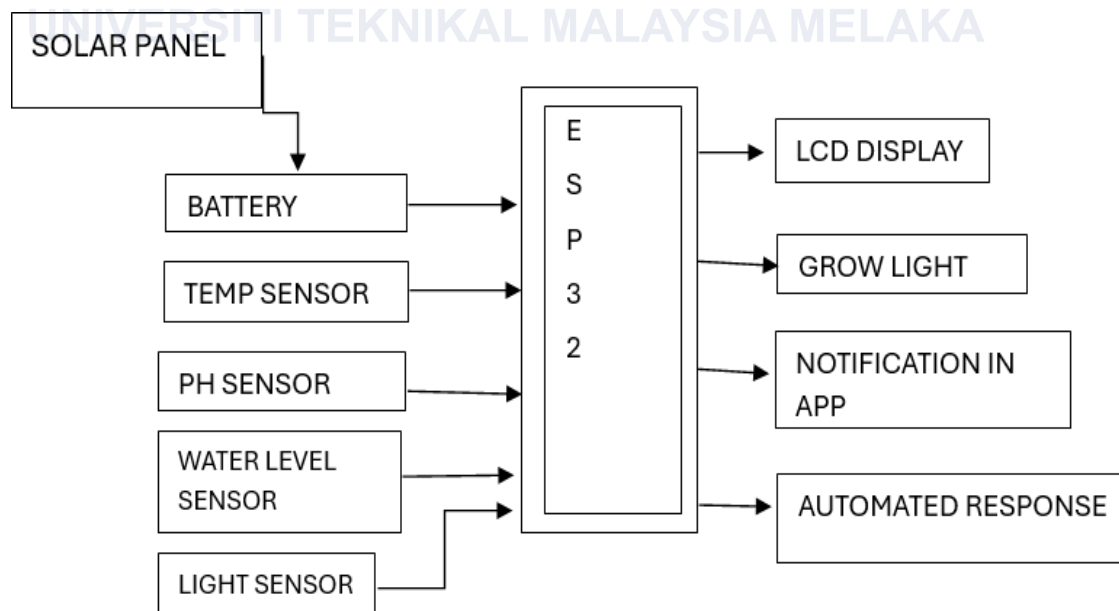 UNIVERSITI TEKNIKAL MALAYSIA MELAKA
SOLAR PANEL
BATTERY
TEMP SENSOR
PH SENSOR
WATER LEVEL
SENSOR
LIGHT SENSOR
E
S
P
3
2
LCD DISPLAY
GROW LIGHT
NOTIFICATION IN
APP
AUTOMATED RESPONSE